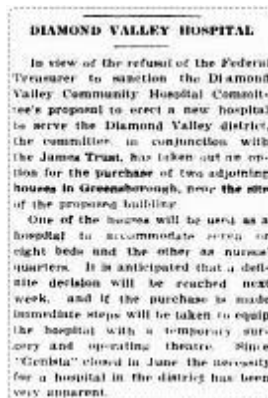 DIAMOND VALLEY HOSPITAL
In view of the refusal of the Federal
Treasurer to sanction the Diamond
Valley Community Hospital Commit-
tee's proposal to erect a new hospital
to serve the Diamond Valley district,
the committee, in conjunction with
the James Trust, has taken out an op-
tion for the purchase of two adjoining
houses in Greensborough, near the site
of the proposed building.
One of the houses will be used as a
hospital to accommodate seven or
eight beds and the other as nurses'
quarters. It is anticipated that a defi-
nite decision will be reached next
week, and if the purchase is made
immediate steps will be taken to equip
the hospital with a temporary sur-
gery and operating theatre. Since
"Genista" closed in June the necessity
for a hospital in the district has been
very apparent.